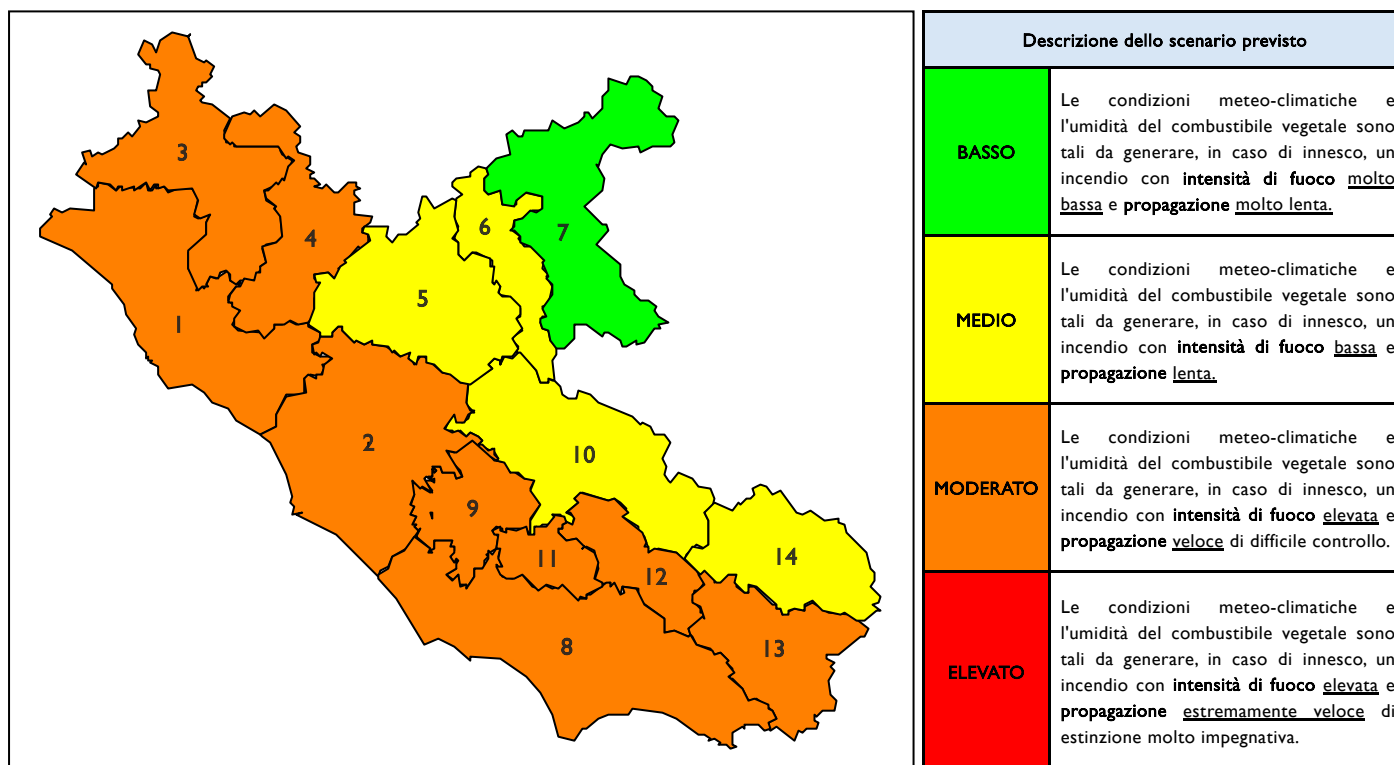 3
4
7
6
5
1
2
10
9
14
11
12
8
13
Descrizione dello scenario previsto
BASSO
Le condizioni meteo-climatiche e
l'umidità del combustibile vegetale sono
tali da generare, in caso di innesco, un
incendio con intensità di fuoco molto
bassa e propagazione molto lenta.
MEDIO
Le condizioni meteo-climatiche e
l'umidità del combustibile vegetale sono
tali da generare, in caso di innesco, un
incendio con intensità di fuoco bassa e
propagazione lenta.
MODERATO
Le condizioni meteo-climatiche e
l'umidità del combustibile vegetale sono
tali da generare, in caso di innesco, un
incendio con intensità di fuoco elevata e
propagazione veloce di difficile controllo.
ELEVATO
Le condizioni meteo-climatiche e
l'umidità del combustibile vegetale sono
tali da generare, in caso di innesco, un
incendio con intensità di fuoco elevata e
propagazione estremamente veloce di
estinzione molto impegnativa.